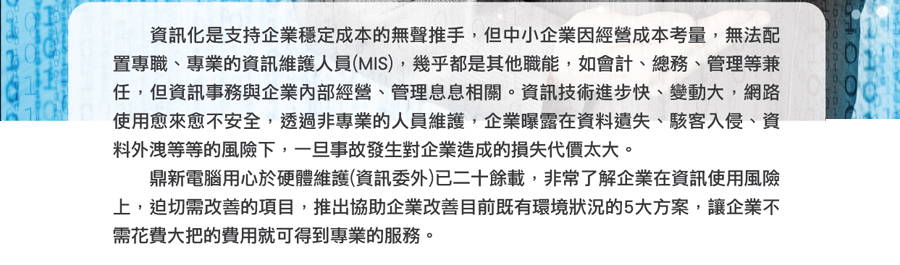 資訊化是支持企業穩定成本的無聲推手，但中小企業因經營成本考量，無法配
置專職、專業的資訊維護人員(MIS)，幾乎都是其他職能，如會計、總務、管理等兼
任，但資訊事務與企業內部經營、管理息息相關。資訊技術進步快、變動大，網路
使用愈來愈不安全，透過非專業的人員維護，企業曝露在資料遺失、駭客入侵、資
料外洩等等的風險下，一旦事故發生對企業造成的損失代價太大。
鼎新電腦用心於硬體維護(資訊委外)已二十餘載，非常了解企業在資訊使用風險
上，迫切需改善的項目，推出協助企業改善目前既有環境狀況的5大方案，讓企業不
需花費大把的費用就可得到專業的服務。